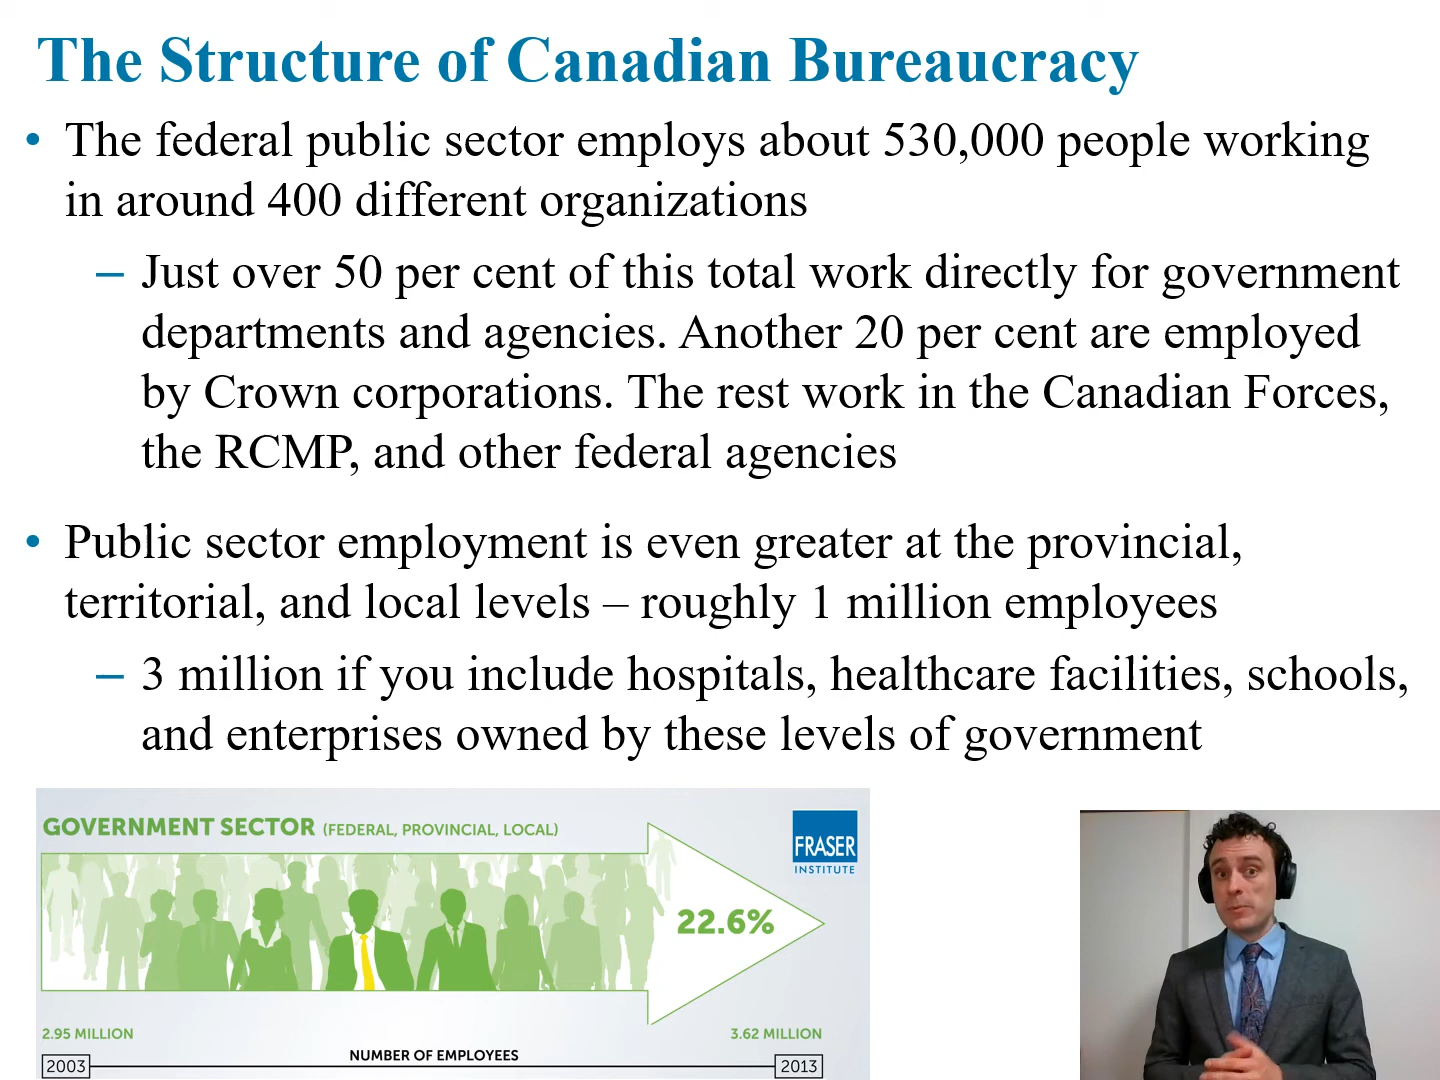 The Structure of Canadian Bureaucracy
• The federal public sector employs about 530,000 people working
in around 400 different organizations
– Just over 50 per cent of this total work directly for government
departments and agencies. Another 20 per cent are employed
by Crown corporations. The rest work in the Canadian Forces,
the RCMP, and other federal agencies
• Public sector employment is even greater at the provincial,
territorial, and local levels – roughly 1 million employees
– 3 million if you include hospitals, healthcare facilities, schools,
and enterprises owned by these levels of government
GOVERNMENT SECTOR (FEDERAL, PROVINCIAL, LOCAL)
FRASER
INSTITUTE
22.6%
2.95 MILLION
3.62 MILLION
NUMBER OF EMPLOYEES
2003
2013